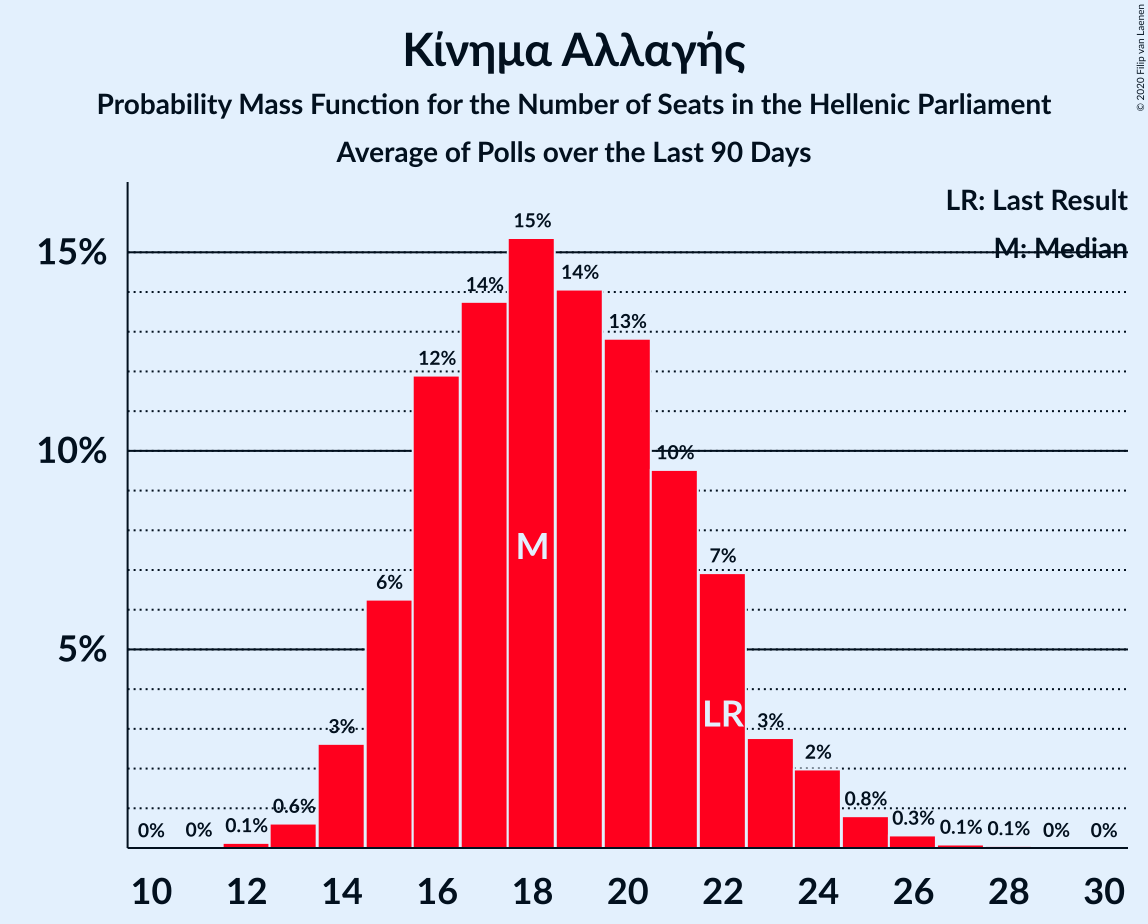 Κίνημα Αλλαγής
Probability Mass Function for the Number of Seats in the Hellenic Parliament
Average of Polls over the Last 90 Days
© 2020 Filip van Laenen
LR: Last Result
M: Median
15%
10%
5%
0%
0%
0.1%
0.6%
3%
6%
12%
14%
15%
14%
13%
10%
7%
3%
2%
0.8%
0.3%
0.1%
0.1%
0%
0%
M
LR
10 12 14 16 18 20 22 24 26 28 30